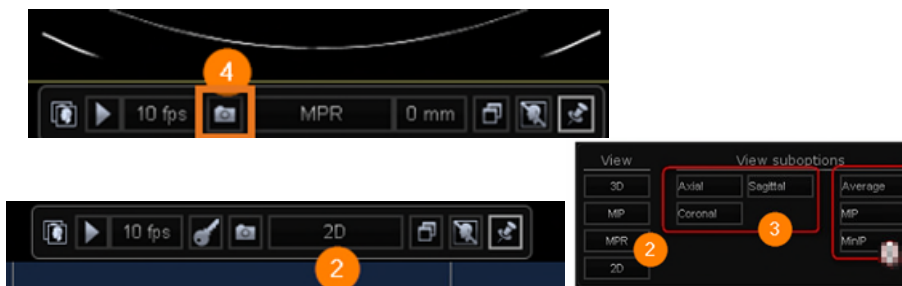 4
10 fps MPR 0 mm
View View suboptions
3D Axial Sagittal Average
MIP Coronal MIP
3
MPR 2 MinIP
2D
10 fps 2D
2